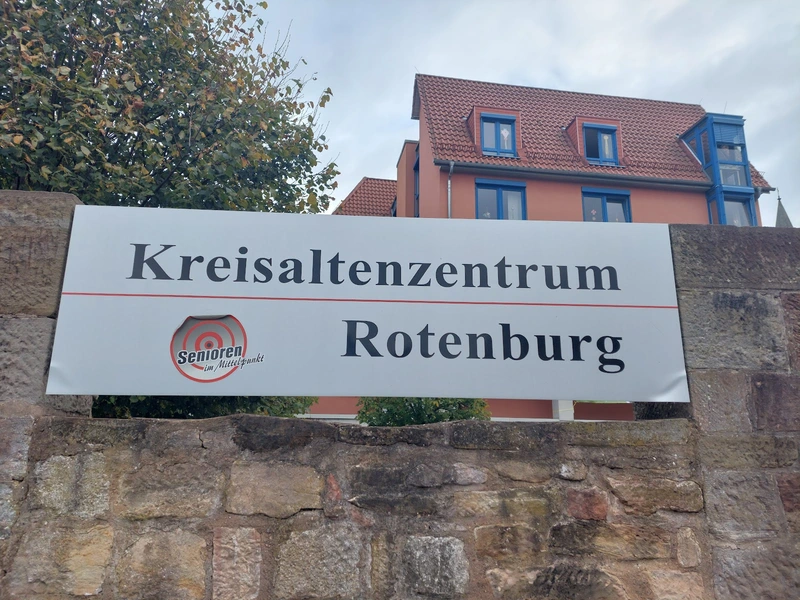 Kreisaltenzentrum
Rotenburg
Senioren
im Mittelpunkt